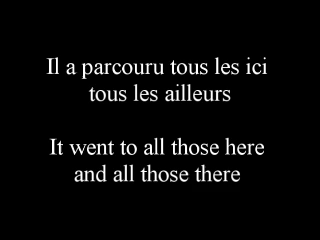 Il a parcouru tous les ici
tous les ailleurs
It went to all those here
and all those there